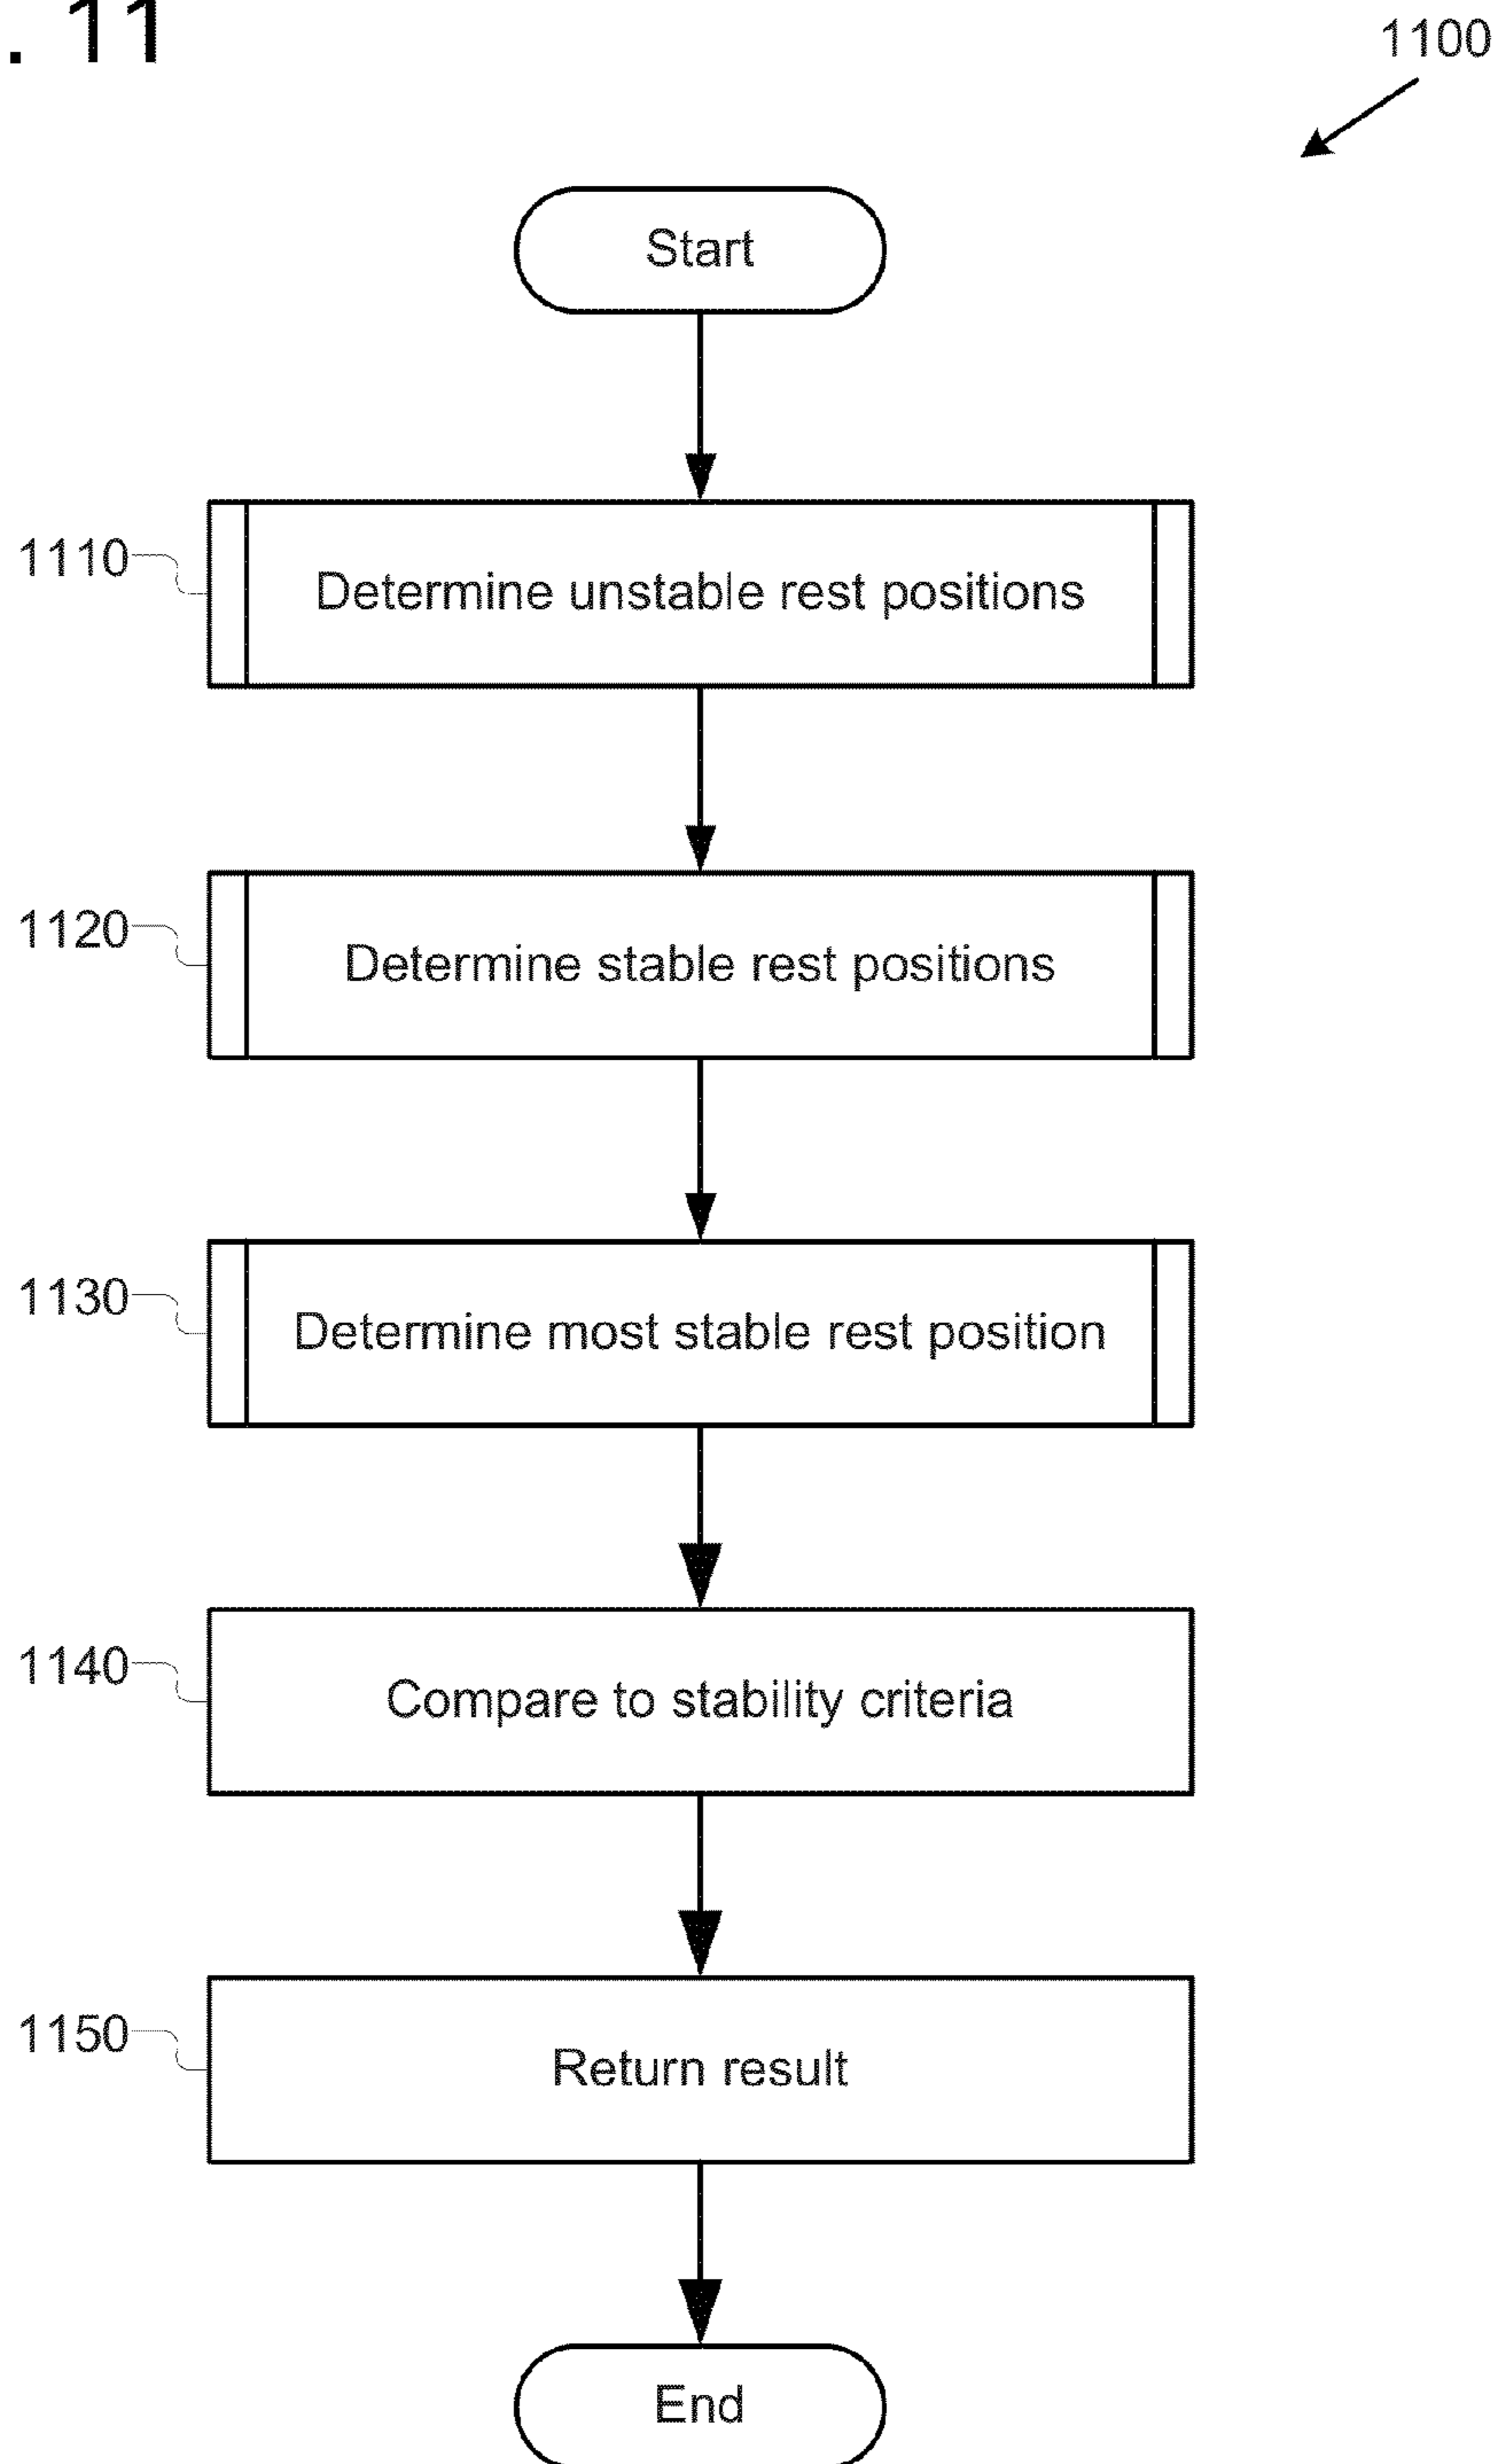 . 11
1100
Start
1110
Determine unstable rest positions
1120
Determine stable rest positions
1130
Determine most stable rest position
1140
Compare to stability criteria
1150
Return result
End